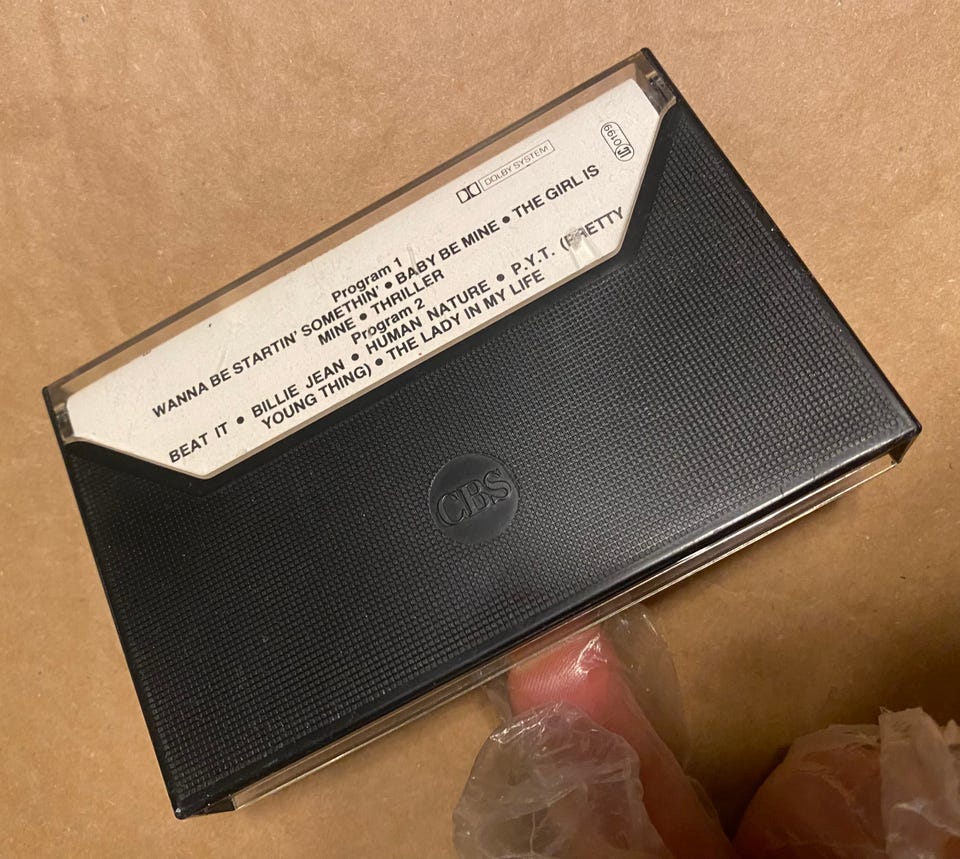 DOLBY SYSTEM
0199
Program 1
WANNA BE STARTIN' SOMETHIN' • BABY BE MINE • THE GIRL IS
MINE • THRILLER
Program 2
BEAT IT • BILLIE JEAN • HUMAN NATURE • P.Y.T. (PRETTY
YOUNG THING) • THE LADY IN MY LIFE
CBS